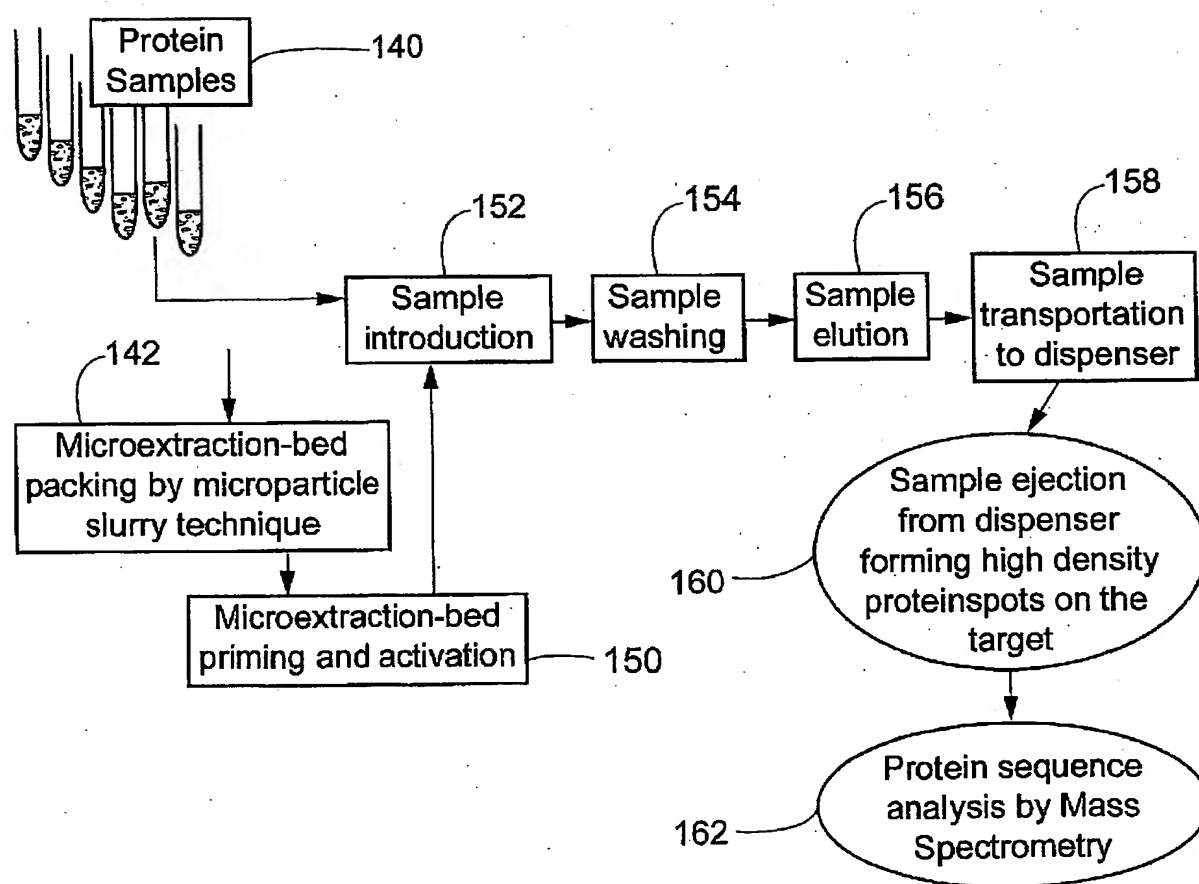 Protein
Samples
140
152
154
156
158
Sample
introduction
Sample
washing
Sample
elution
Sample
transportation
to dispenser
142
Microextraction-bed
packing by microparticle
slurry technique
Microextraction-bed
priming and activation
150
Sample ejection
from dispenser
forming high density
proteinspots on the
target
160
Protein sequence
analysis by Mass
Spectrometry
162